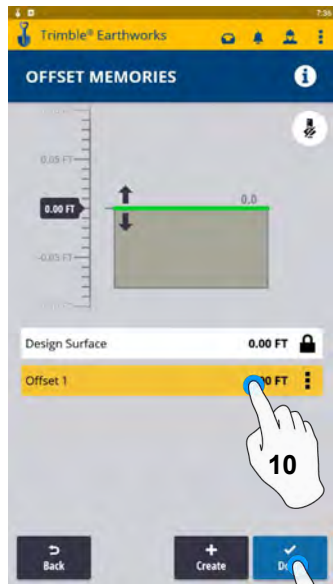 7:36
Trimble® Earthworks
OFFSET MEMORIES
0.05 FT
0.00 FT
0.0
-0.05 FT
Design Surface 0.00 FT
Offset 1 FT
10
Back
Create